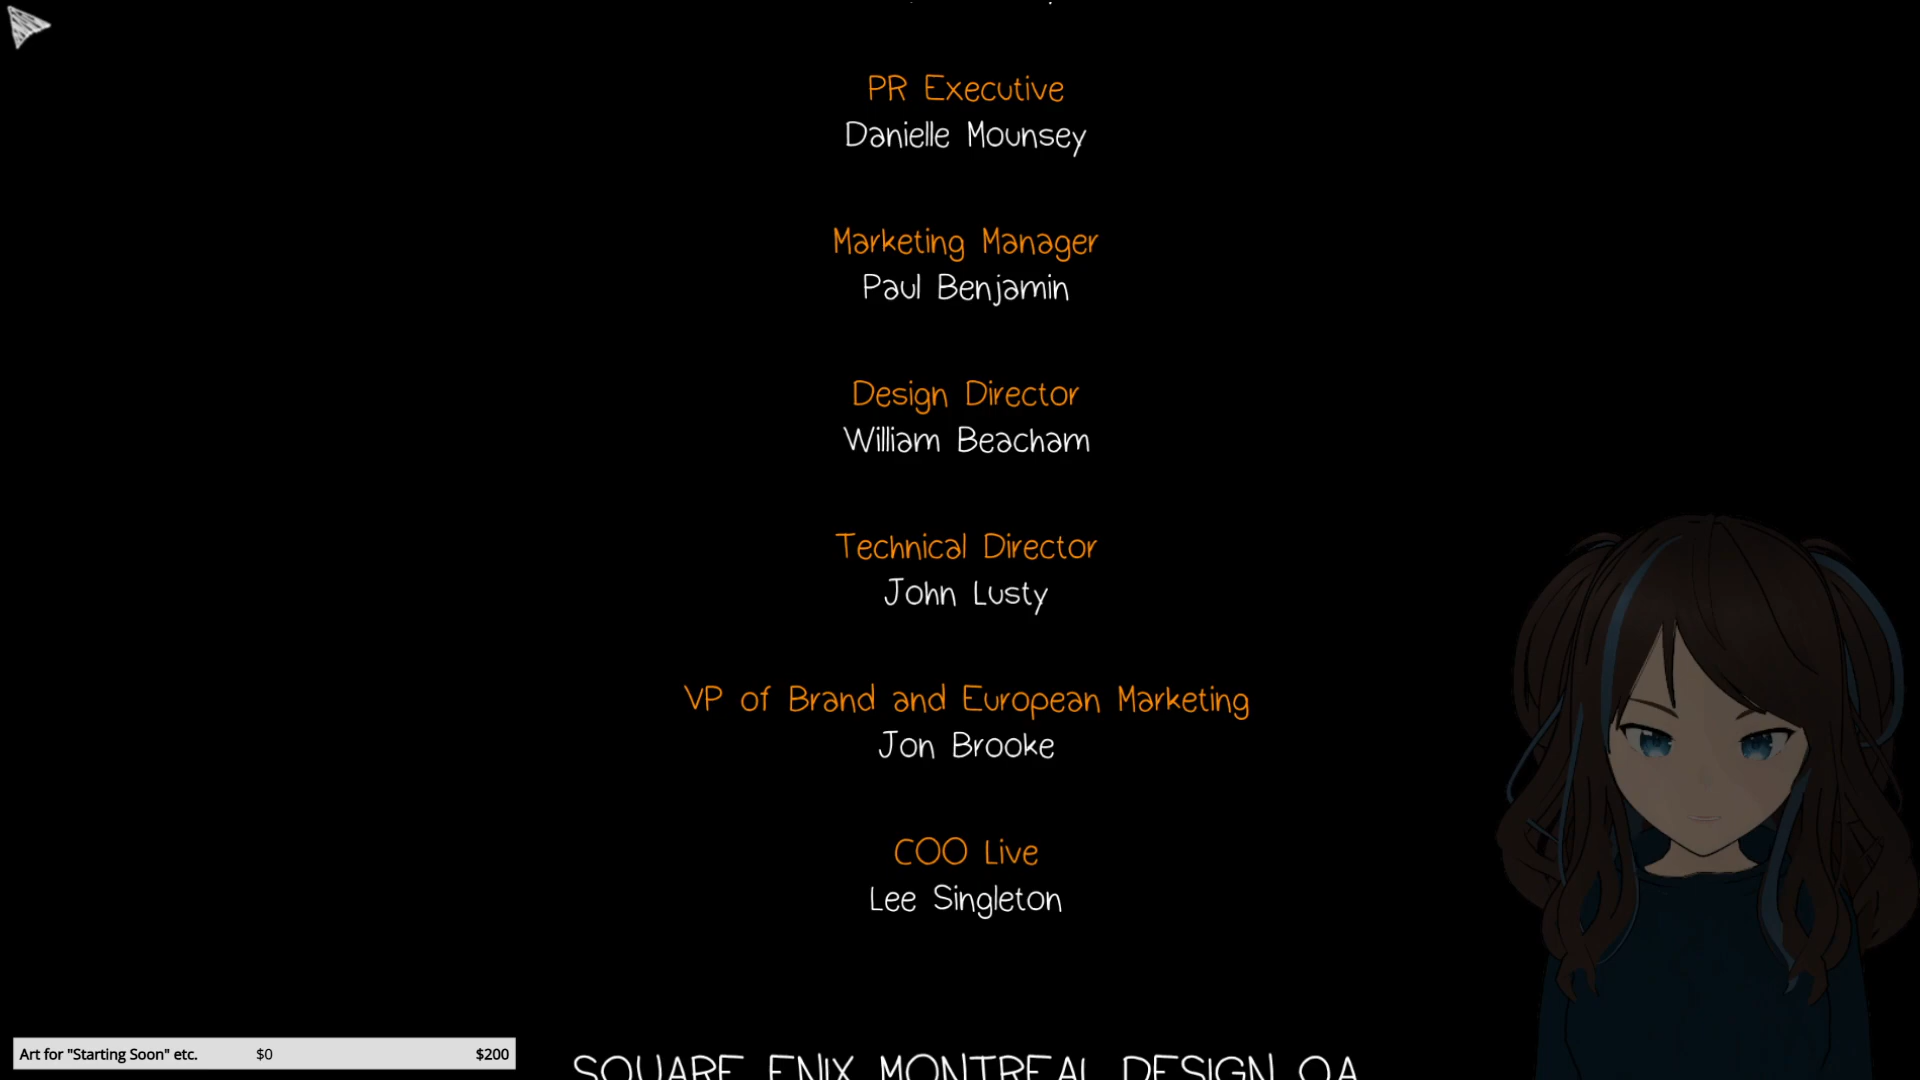 PR Executive
Danielle Mounsey
Marketing Manager
Paul Benjamin
Design Director
William Beacham
Technical Director
John Lusty
VP of Brand and European Marketing
Jon Brooke
COO Live
Lee Singleton
SQUARE ENIX MONTREAL DESIGN QA
Art for "Starting Soon" etc. $0 $200